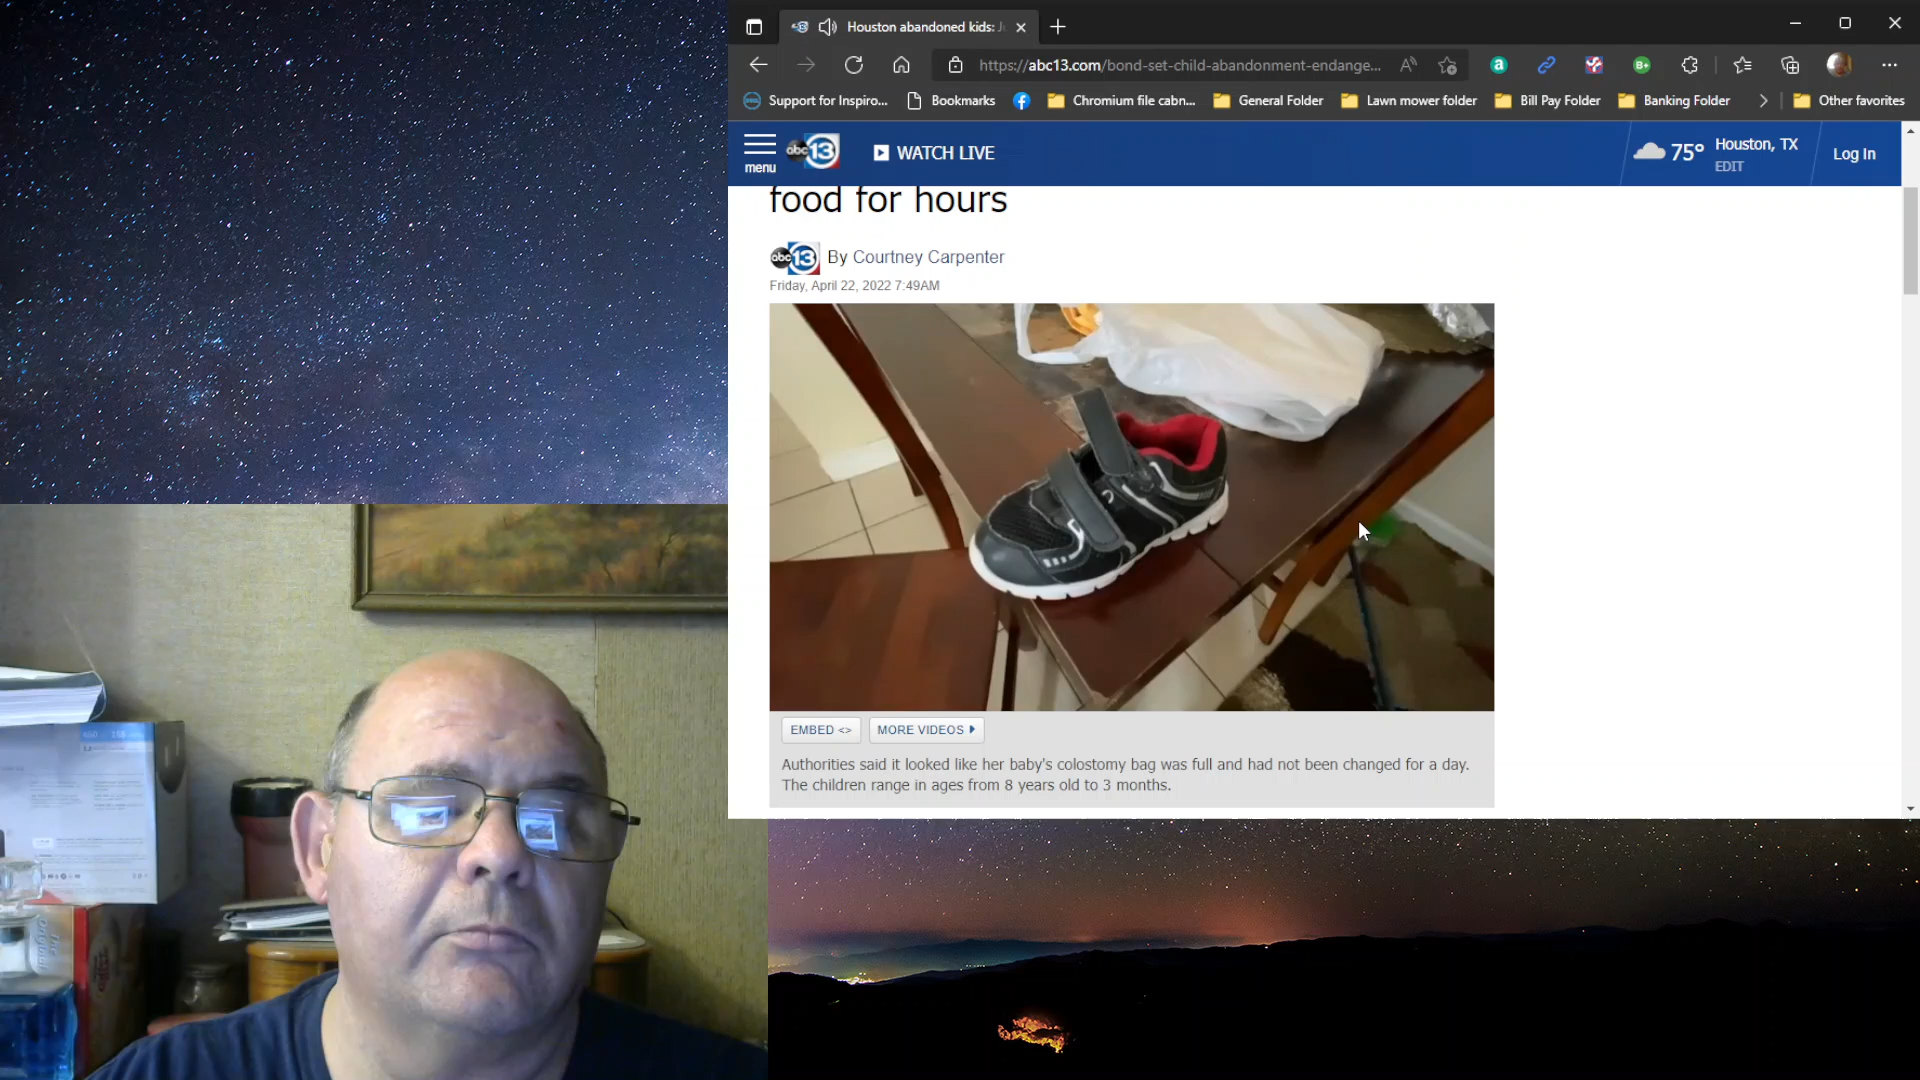 Houston abandoned kids:
https://abc13.com/bond-set-child-abandonment-endange...
Support for Inspiro...
Bookmarks
Chromium file cabn...
General Folder
Lawn mower folder
Bill Pay Folder
Banking Folder
Other favorites
menu
abc 13
WATCH LIVE
75°
Houston, TX
EDIT
Log In
food for hours
abc 13
By Courtney Carpenter
Friday, April 22, 2022 7:49AM
EMBED <>
MORE VIDEOS
Authorities said it looked like her baby's colostomy bag was full and had not been changed for a day.
The children range in ages from 8 years old to 3 months.